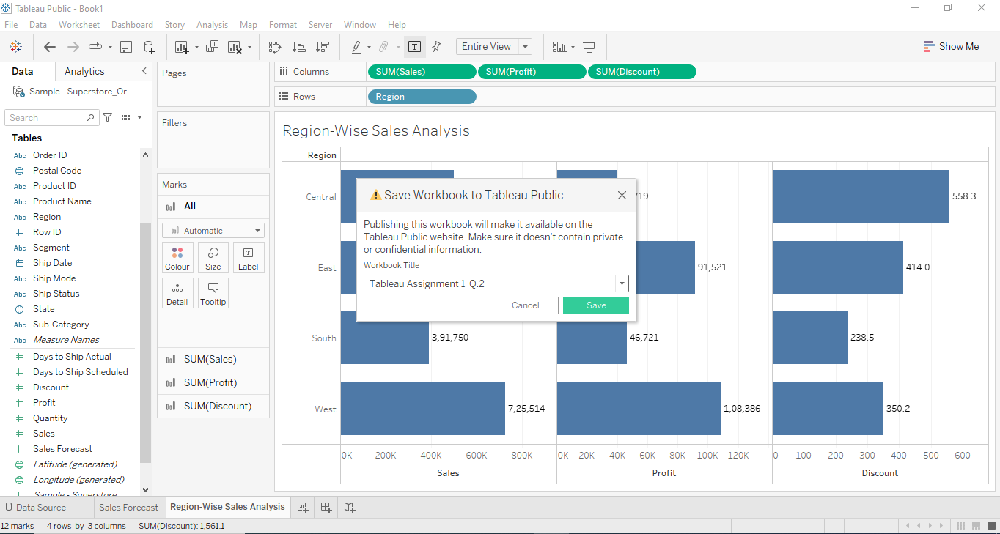 Tableau Public - Book1
File Data Worksheet Dashboard Story Analysis Map Format Server Window Help
Entire View
Show Me
Data Analytics
Sample - Superstore_Or...
Search
Tables
Abc Order ID
Postal Code
Abc Product ID
Abc Product Name
Abc Region
# Row ID
Abc Segment
Ship Date
Abc Ship Mode
Abc Ship Status
State
Abc Sub-Category
Abc Measure Names
# Days to Ship Actual
# Days to Ship Scheduled
# Discount
# Profit
# Quantity
# Sales
# Sales Forecast
Latitude (generated)
Longitude (generated)
# Sample - Superstore
Pages
Filters
Marks
All
Automatic
Colour Size Label
Detail Tooltip
SUM(Sales)
SUM(Profit)
SUM(Discount)
Columns SUM(Sales) SUM(Profit) SUM(Discount)
Rows Region
Region-Wise Sales Analysis
Region
Central 719 558.3
East 91,521 414.0
South 3,91,750 46,721 238.5
West 7,25,514 1,08,386 350.2
0K 200K 400K 600K 800K 0K 20K 40K 60K 80K 100K 120K 0 100 200 300 400 500 600
Sales Profit Discount
Save Workbook to Tableau Public
Publishing this workbook will make it available on the
Tableau Public website. Make sure it doesn't contain private
or confidential information.
Workbook Title
Tableau Assignment 1 Q.2
Cancel Save
Data Source Sales Forecast Region-Wise Sales Analysis
12 marks 4 rows by 3 columns SUM(Discount): 1,561.1